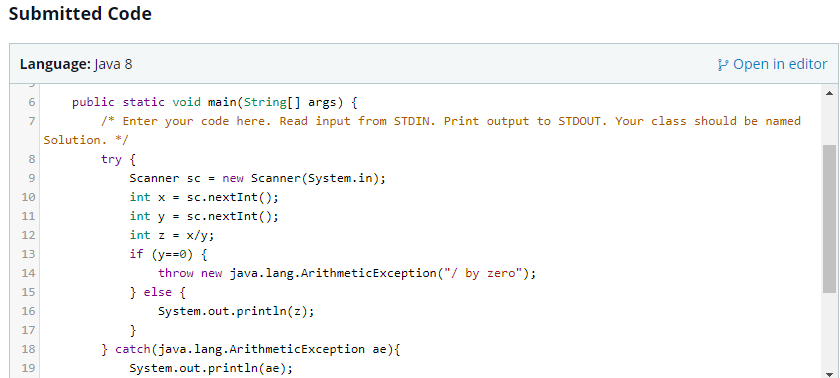 Submitted Code
Language: Java 8
Open in editor
5
6 public static void main(String[] args) {
7 /* Enter your code here. Read input from STDIN. Print output to STDOUT. Your class should be named
Solution. */
8 try {
9 Scanner sc = new Scanner(System.in);
10 int x = sc.nextInt();
11 int y = sc.nextInt();
12 int z = x/y;
13 if (y==0) {
14 throw new java.lang.ArithmeticException("/ by zero");
15 } else {
16 System.out.println(z);
17 }
18 } catch(java.lang.ArithmeticException ae){
19 System.out.println(ae);